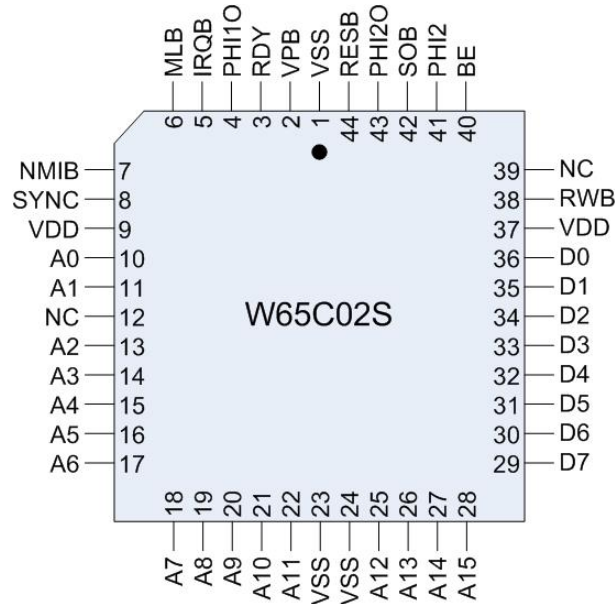 MLB IRQB PHI1O RDY VPB VSS RESB PHI2O SOB PHI2 BE
6 5 4 3 2 1 44 43 42 41 40
NMIB 7 39 NC
SYNC 8 38 RWB
VDD 9 37 VDD
A0 10 36 D0
A1 11 35 D1
NC 12 W65C02S 34 D2
A2 13 33 D3
A3 14 32 D4
A4 15 31 D5
A5 16 30 D6
A6 17 29 D7
18 19 20 21 22 23 24 25 26 27 28
A7 A8 A9 A10 A11 VSS VSS A12 A13 A14 A15